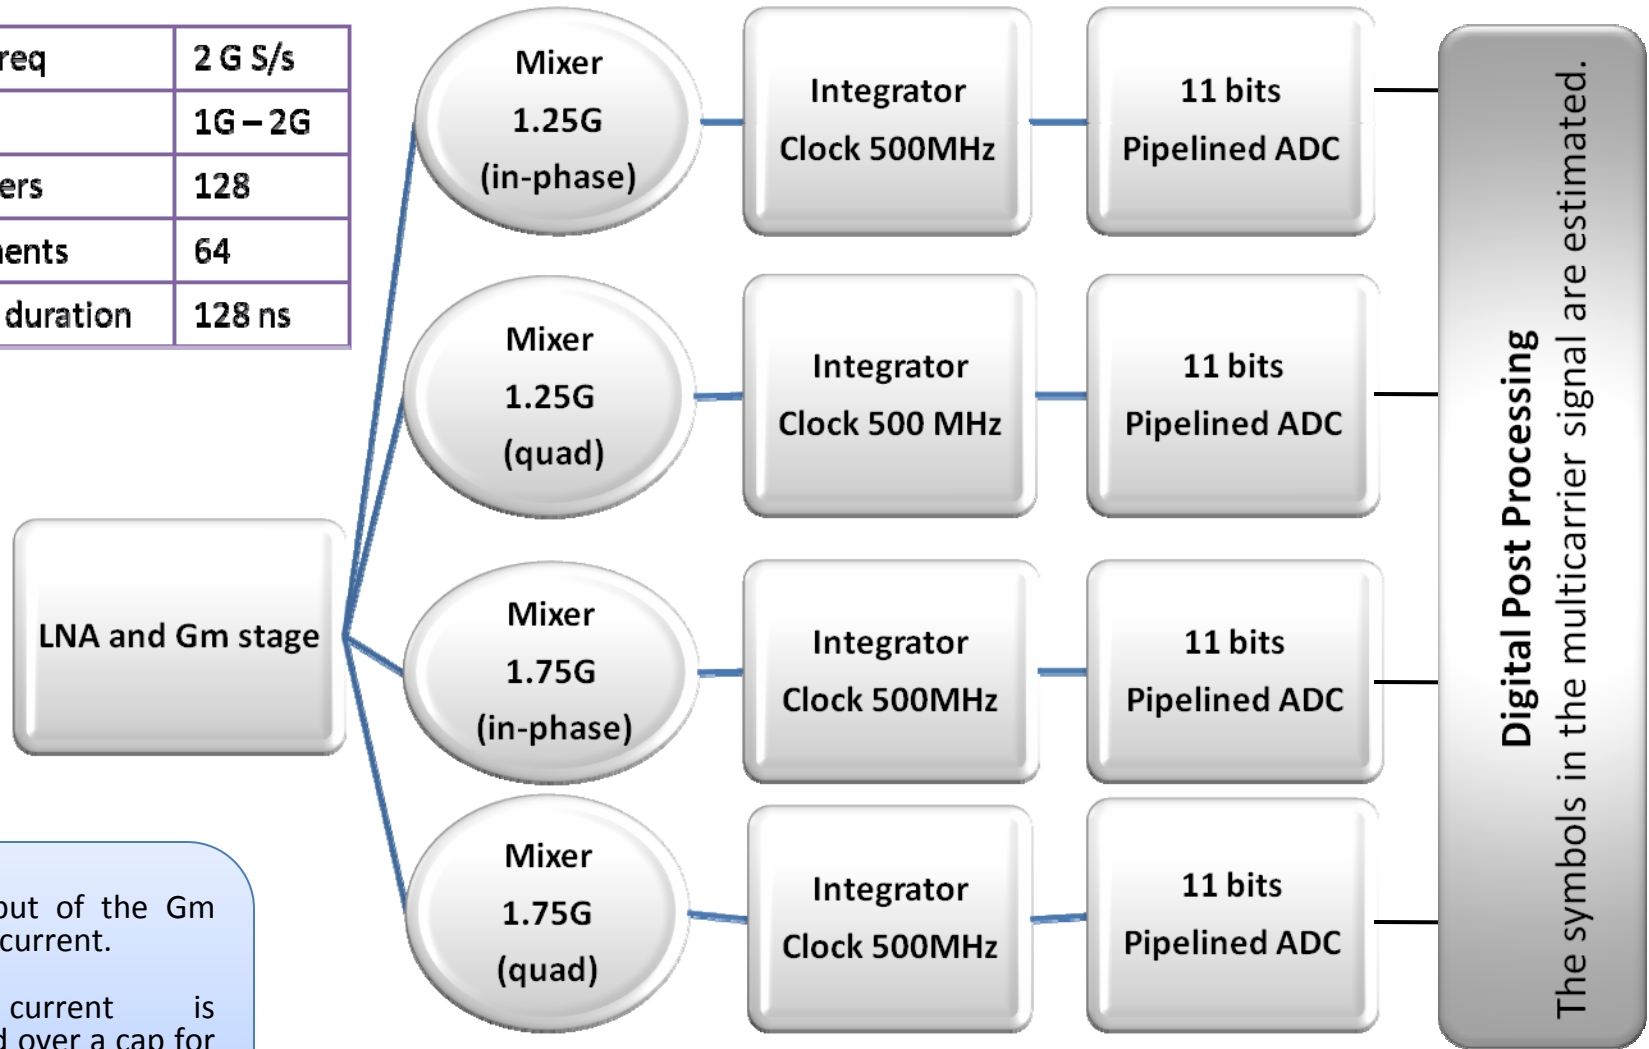 req 2 G S/s
1G – 2G
ers 128
ents 64
duration 128 ns
Mixer
1.25G
(in-phase)
Integrator
Clock 500MHz
11 bits
Pipelined ADC
Mixer
1.25G
(quad)
Integrator
Clock 500 MHz
11 bits
Pipelined ADC
LNA and Gm stage
Mixer
1.75G
(in-phase)
Integrator
Clock 500MHz
11 bits
Pipelined ADC
Mixer
1.75G
(quad)
Integrator
Clock 500MHz
11 bits
Pipelined ADC
Digital Post Processing
The symbols in the multicarrier signal are estimated.
out of the Gm
current.
current is
d over a cap for